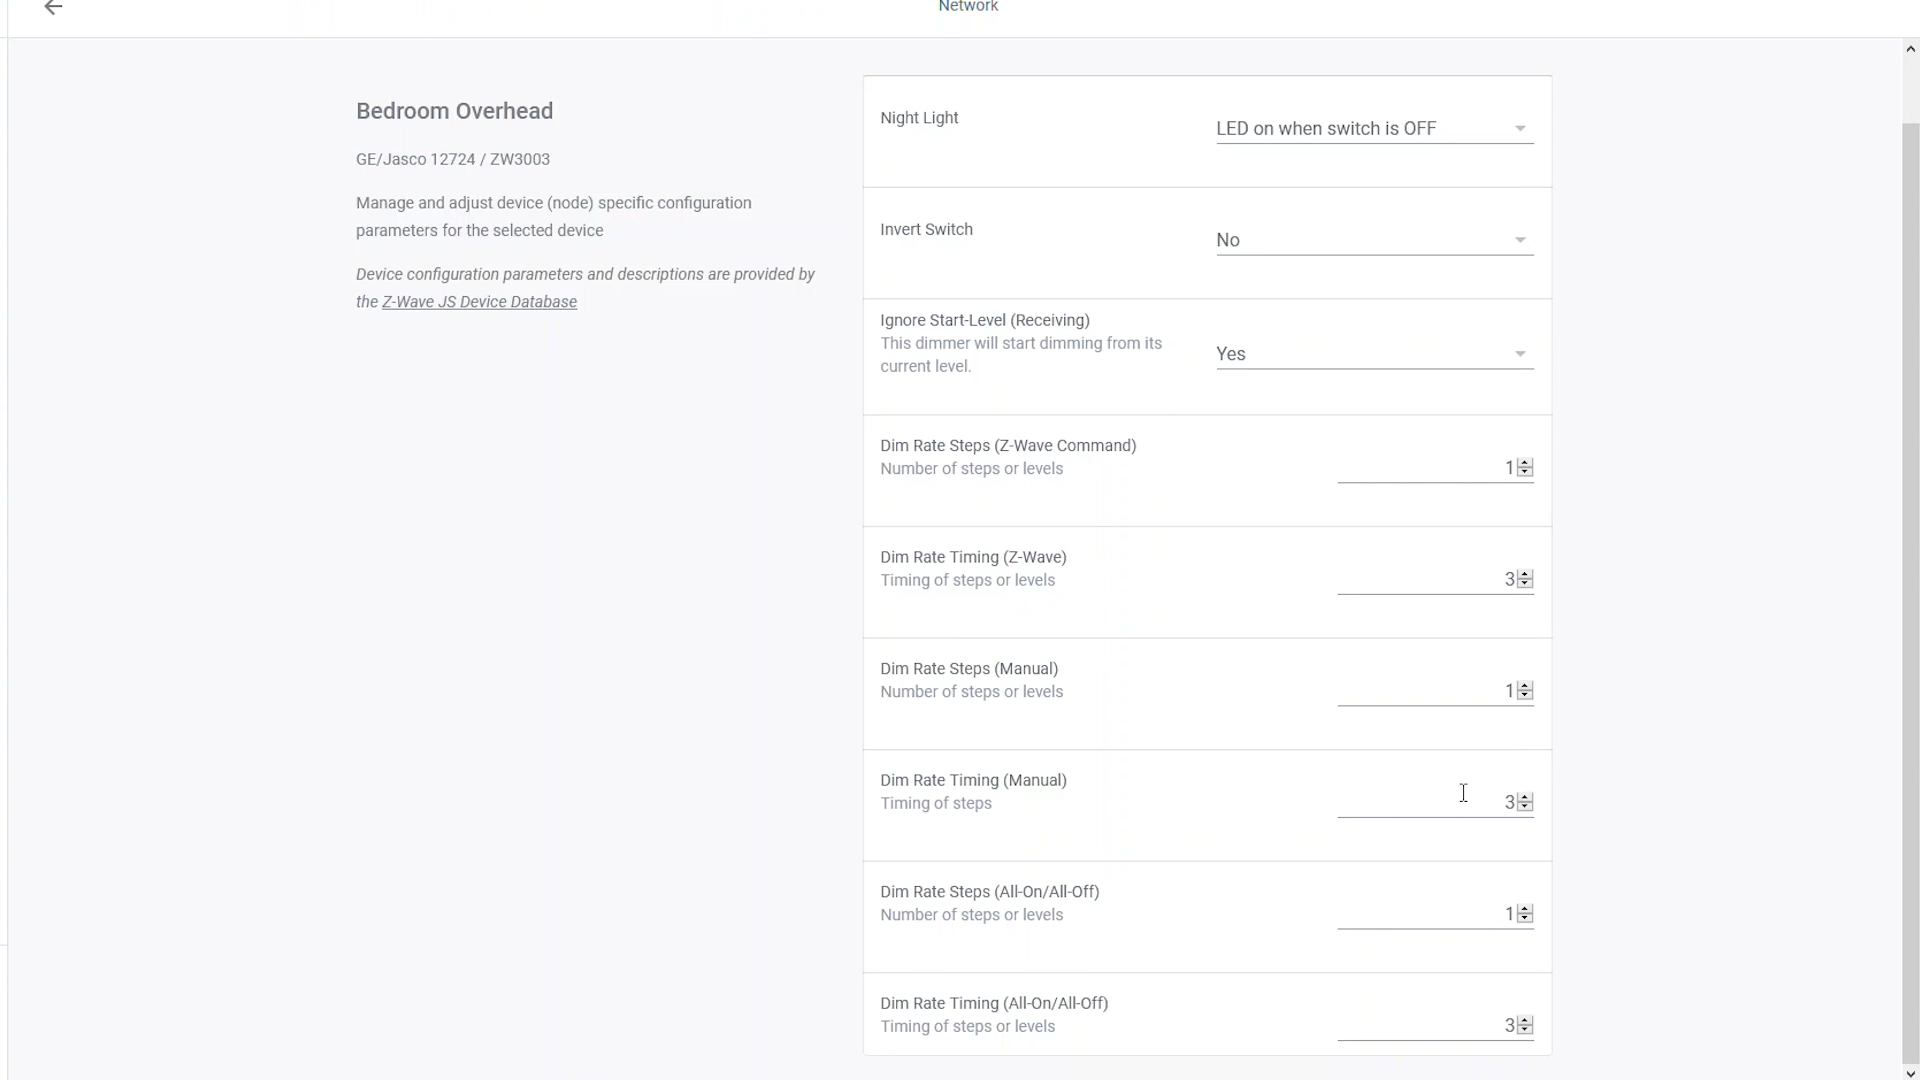 Network
Bedroom Overhead
GE/Jasco 12724 / ZW3003
Manage and adjust device (node) specific configuration
parameters for the selected device
Device configuration parameters and descriptions are provided by
the Z-Wave JS Device Database
Night Light
LED on when switch is OFF
Invert Switch
No
Ignore Start-Level (Receiving)
This dimmer will start dimming from its
current level.
Yes
Dim Rate Steps (Z-Wave Command)
Number of steps or levels
1
Dim Rate Timing (Z-Wave)
Timing of steps or levels
3
Dim Rate Steps (Manual)
Number of steps or levels
1
Dim Rate Timing (Manual)
Timing of steps
3
Dim Rate Steps (All-On/All-Off)
Number of steps or levels
1
Dim Rate Timing (All-On/All-Off)
Timing of steps or levels
3